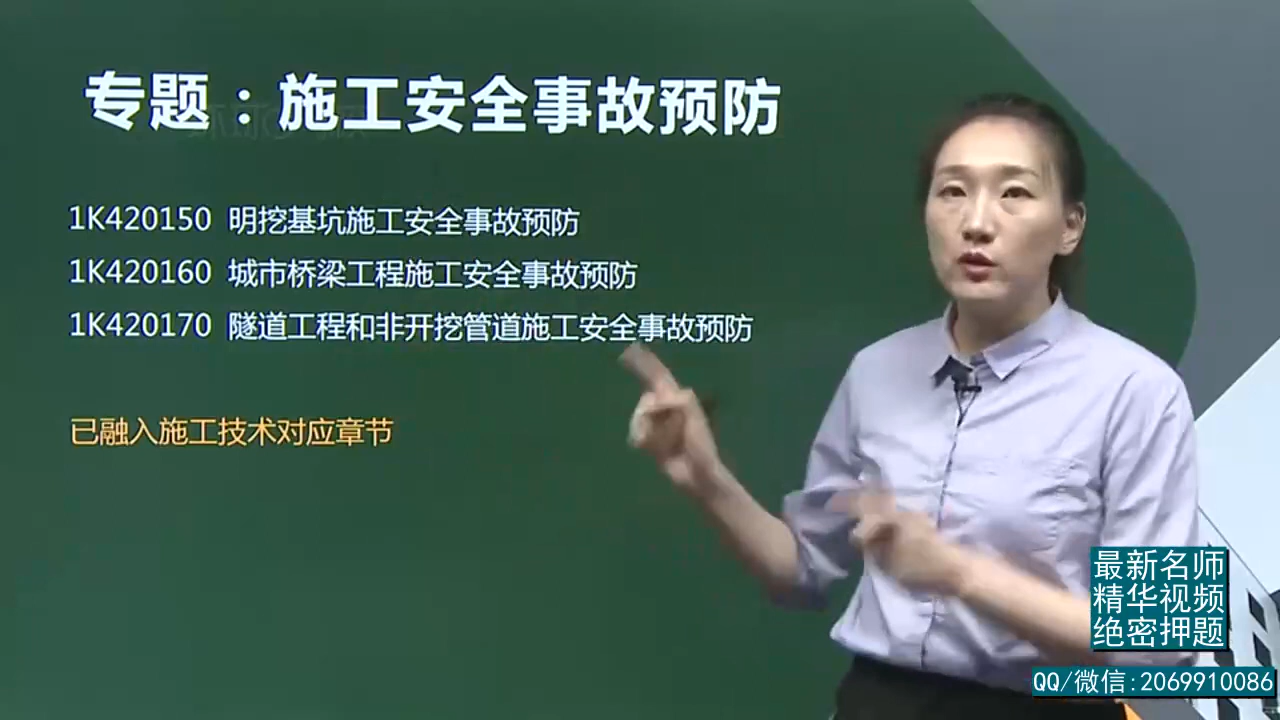 专题：施工安全事故预防
1K420150 明挖基坑施工安全事故预防
1K420160 城市桥梁工程施工安全事故预防
1K420170 隧道工程和非开挖管道施工安全事故预防
已融入施工技术对应章节
最新名师
精华视频
绝密押题
QQ/微信:2069910086